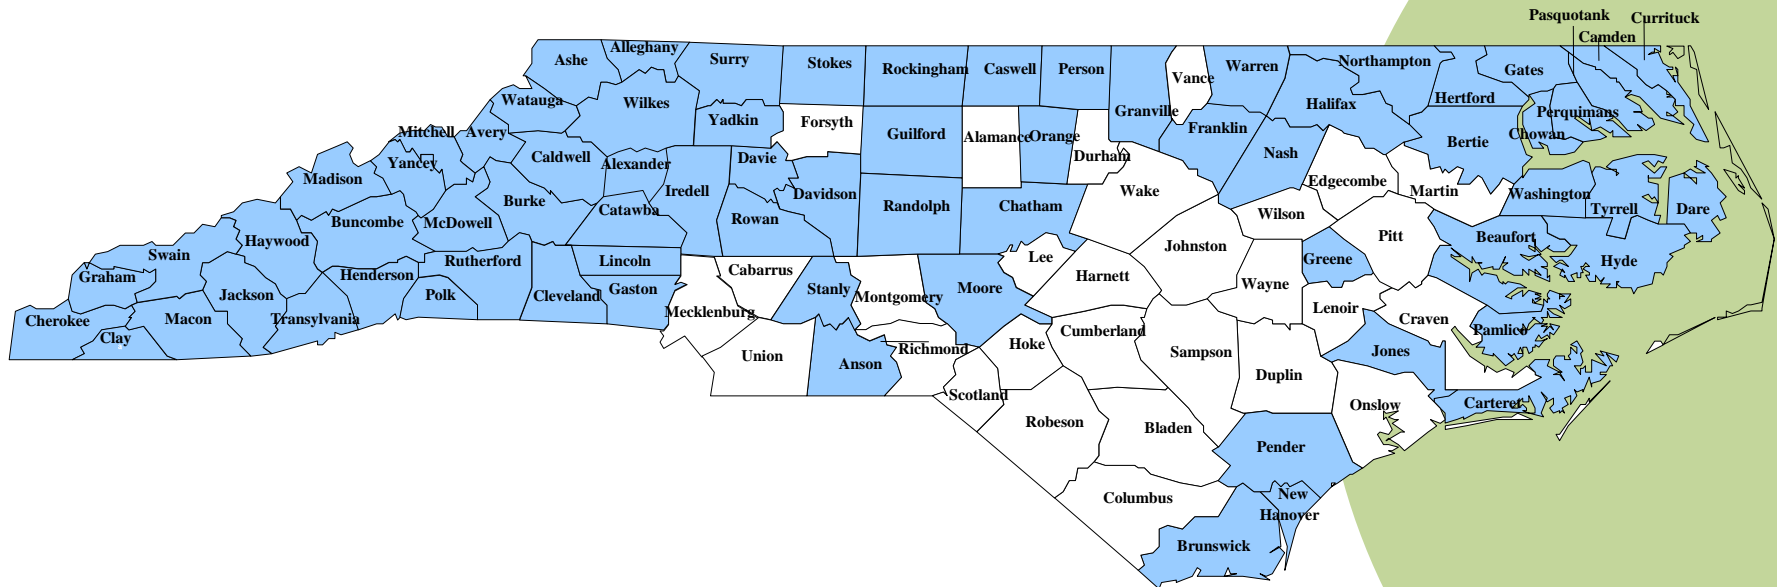 Pasquotank
Currituck
Camden
Alleghany
Ashe
Surry
Stokes
Rockingham
Caswell
Person
Vance
Warren
Northampton
Gates
Watauga
Wilkes
Granville
Halifax
Hertford
Perquimans
Mitchell
Avery
Yadkin
Forsyth
Guilford
Alamance
Orange
Franklin
Chowan
Bertie
Yancey
Caldwell
Alexander
Davie
Durham
Nash
Madison
Iredell
Davidson
Wake
Edgecombe
Martin
Washington
Burke
Catawba
Rowan
Randolph
Chatham
Wilson
Tyrrell
Dare
Buncombe
McDowell
Haywood
Swain
Johnston
Pitt
Beaufort
Graham
Henderson
Rutherford
Lincoln
Cabarrus
Lee
Harnett
Greene
Hyde
Jackson
Polk
Cleveland
Gaston
Stanly
Montgomery
Moore
Wayne
Cherokee
Macon
Transylvania
Mecklenburg
Lenoir
Craven
Clay
Cumberland
Pamlico
Union
Anson
Richmond
Hoke
Sampson
Jones
Duplin
Scotland
Onslow
Carteret
Robeson
Bladen
Pender
Columbus
New
Hanover
Brunswick